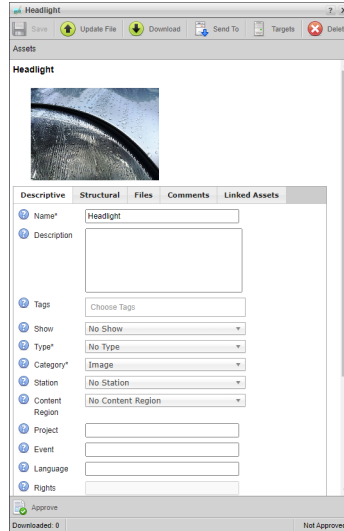 Headlight ? X
Save Update File Download Send To Targets Delet
Assets
Headlight
Descriptive Structural Files Comments Linked Assets
Name* Headlight
Description
Tags Choose Tags
Show No Show
Type* No Type
Category* Image
Station No Station
Content No Content Region
Region
Project
Event
Language
Rights
Approve
Downloaded: 0 Not Approve